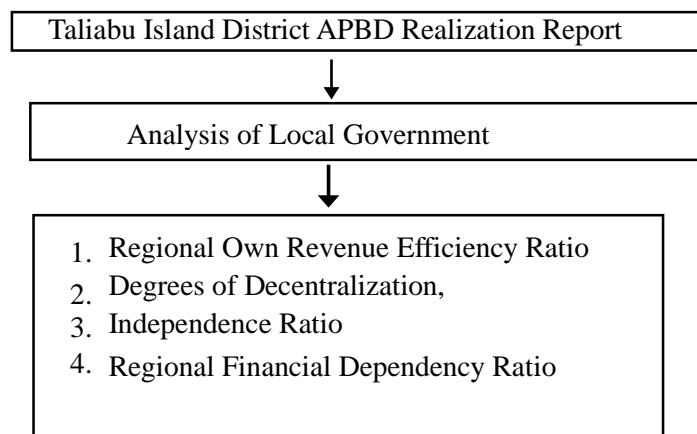 Taliabu Island District APBD Realization Report
Analysis of Local Government
1. Regional Own Revenue Efficiency Ratio
2. Degrees of Decentralization,
3. Independence Ratio
4. Regional Financial Dependency Ratio